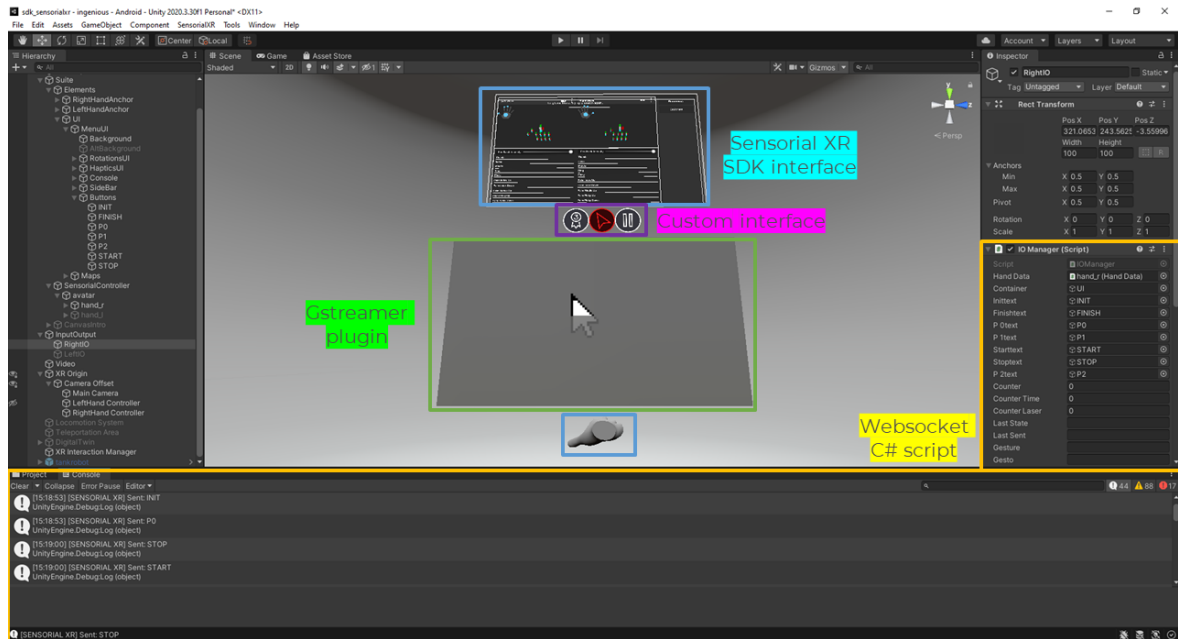 sdk_sensorialxr - ingenious - Android - Unity 2020.3.30f1 Personal* <DX11>
File Edit Assets GameObject Component SensorialXR Tools Window Help
Center Local
Account Layers Layout
Hierarchy
All
Suite
Elements
RightHandAnchor
LeftHandAnchor
Ui
MenuUI
Background
AltBackground
RotationsUI
HapticsUI
Console
SideBar
Buttons
INIT
FINISH
P0
P1
P2
START
STOP
Maps
SensorialController
avatar
hand_r
hand_l
CanvasIntro
InputOutput
RightIO
LeftIO
Video
XR Origin
Camera Offset
Main Camera
LeftHand Controller
RightHand Controller
Locomotion System
Teleportation Area
DigitalTwin
XR Interaction Manager
Scene Game Asset Store
Shaded 2D Gizmos All
Persp
Sensorial XR
SDK interface
Custom interface
Gstreamer
plugin
Websocket
C# script
Inspector
RightIO Static
Tag Untagged Layer Default
Rect Transform
Pos X Pos Y Pos Z
321.0653 243.5625 -3.55996
Width Height
100 100
R
Anchors
Min X 0.5 Y 0.5
Max X 0.5 Y 0.5
Pivot X 0.5 Y 0.5
Rotation X 0 Y 0 Z 0
Scale X 1 Y 1 Z 1
IO Manager (Script)
Script IOManager
Hand Data hand_r (Hand Data)
Container UI
Inittext INIT
Finishtext FINISH
P 0text P0
P 1text P1
Starttext START
Stoptext STOP
P 2text P2
Counter 0
Counter Time 0
Counter Laser 0
Last State
Last Sent
Gesture
Gesto
Project Console
Clear Collapse Error Pause Editor
44 88 17
[15:18:53] [SENSORIAL XR] Sent: INIT
UnityEngine.Debug:Log (object)
[15:18:53] [SENSORIAL XR] Sent: P0
UnityEngine.Debug:Log (object)
[15:19:00] [SENSORIAL XR] Sent: STOP
UnityEngine.Debug:Log (object)
[15:19:00] [SENSORIAL XR] Sent: START
UnityEngine.Debug:Log (object)
[SENSORIAL XR] Sent: STOP